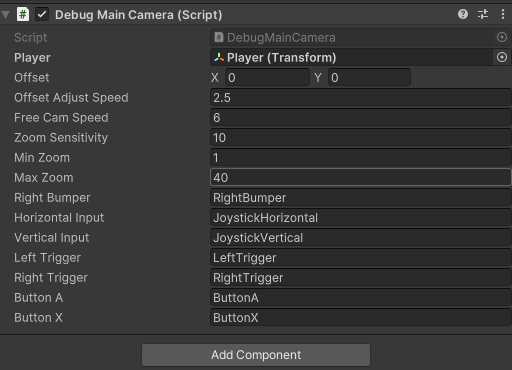 # Debug Main Camera (Script)
Script # DebugMainCamera
Player Player (Transform)
Offset X 0 Y 0
Offset Adjust Speed 2.5
Free Cam Speed 6
Zoom Sensitivity 10
Min Zoom 1
Max Zoom 40
Right Bumper RightBumper
Horizontal Input JoystickHorizontal
Vertical Input JoystickVertical
Left Trigger LeftTrigger
Right Trigger RightTrigger
Button A ButtonA
Button X ButtonX
Add Component